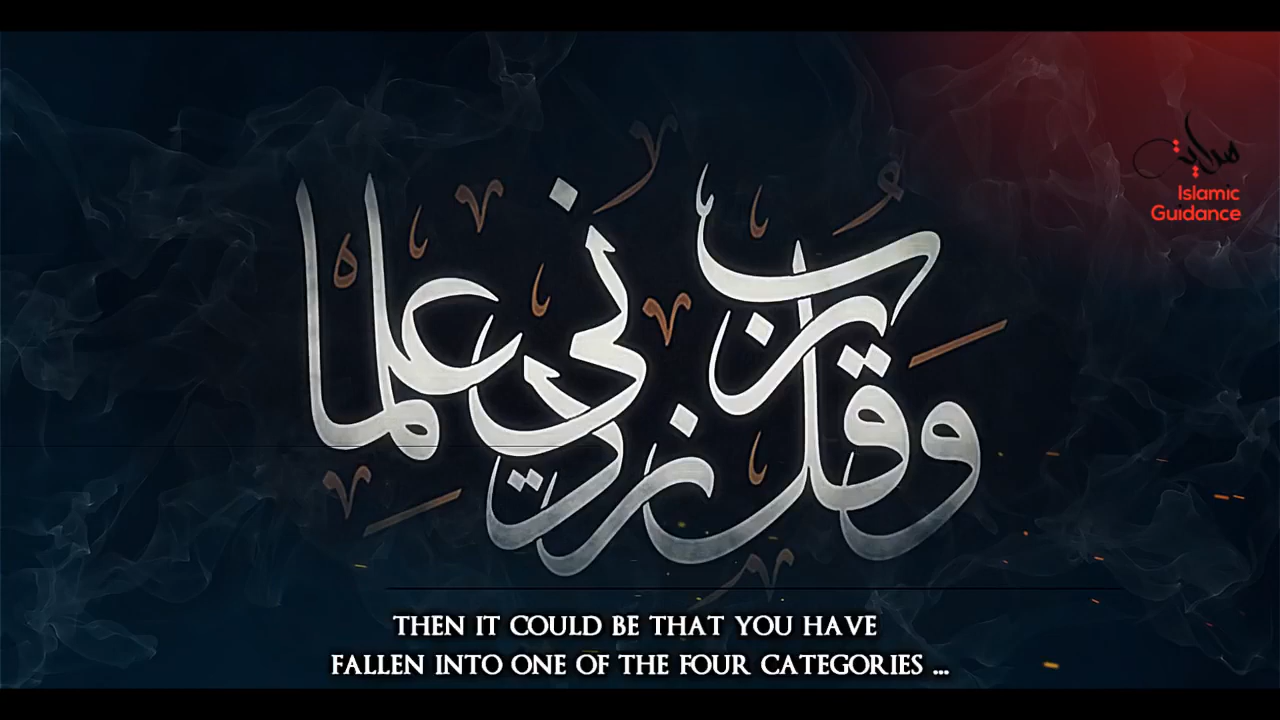 هداية
Islamic
Guidance
وقل رب زدني علما
THEN IT COULD BE THAT YOU HAVE
FALLEN INTO ONE OF THE FOUR CATEGORIES ...